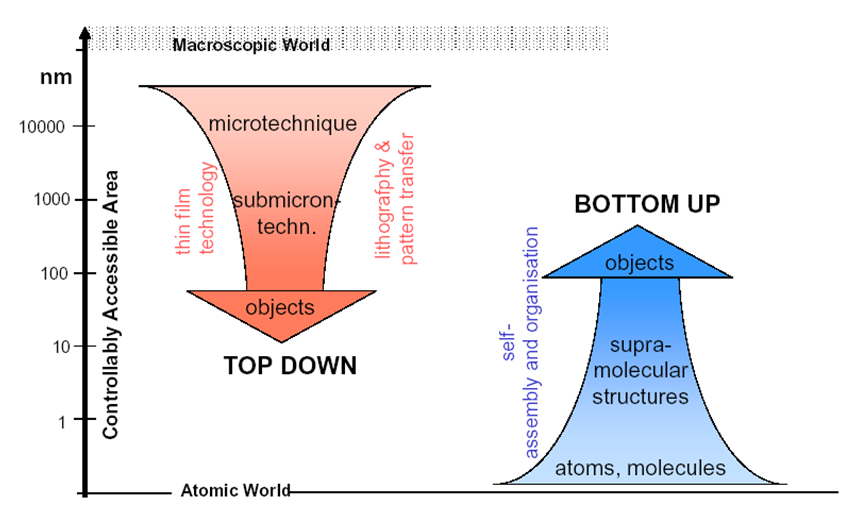 Macroscopic World
nm
10000
1000
100
10
1
Controllably Accessible Area
Atomic World
thin film
technology
microtechnique
submicron-
techn.
objects
lithografphy &
pattern transfer
TOP DOWN
BOTTOM UP
objects
self-
assembly and organisation
supra-
molecular
structures
atoms, molecules